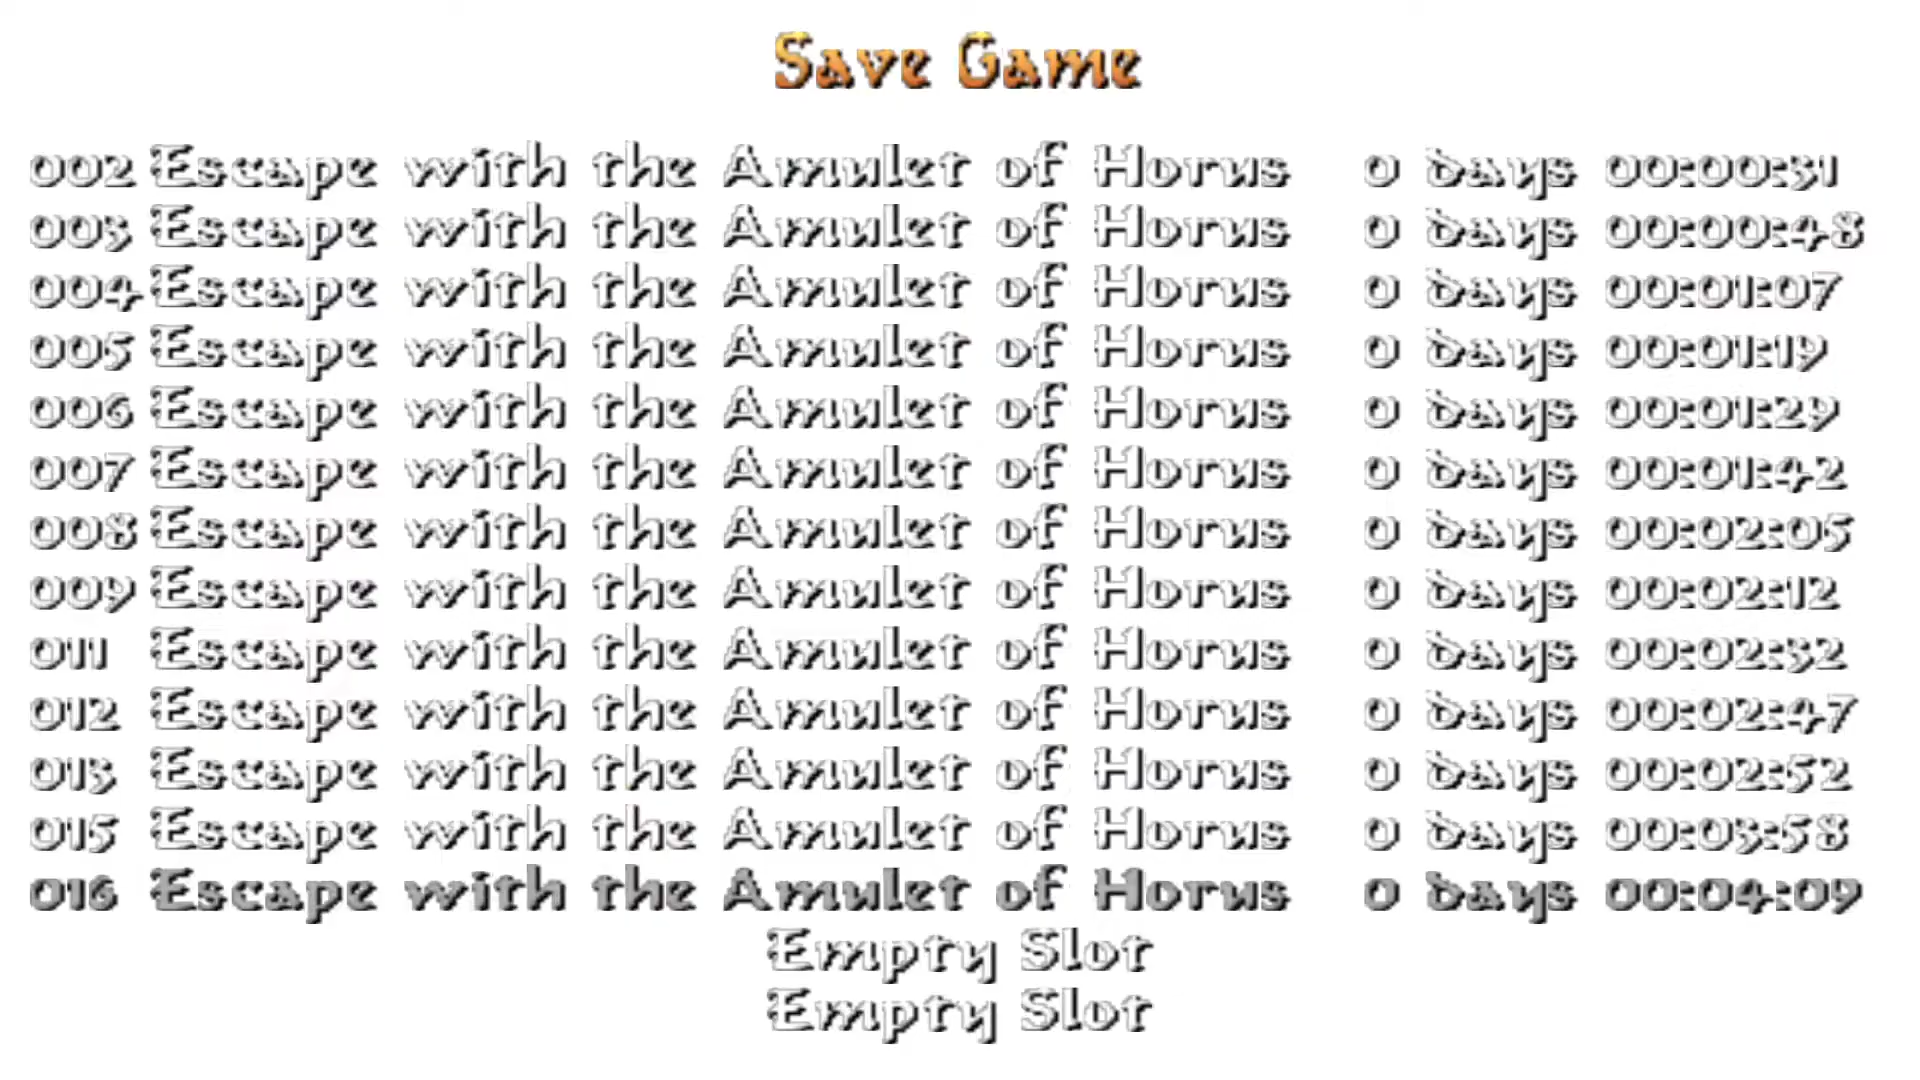 Save Game
002 Escape with the Amulet of Horus 0 days 00:00:31
003 Escape with the Amulet of Horus 0 days 00:00:48
004 Escape with the Amulet of Horus 0 days 00:01:07
005 Escape with the Amulet of Horus 0 days 00:01:19
006 Escape with the Amulet of Horus 0 days 00:01:29
007 Escape with the Amulet of Horus 0 days 00:01:42
008 Escape with the Amulet of Horus 0 days 00:02:05
009 Escape with the Amulet of Horus 0 days 00:02:12
011 Escape with the Amulet of Horus 0 days 00:02:32
012 Escape with the Amulet of Horus 0 days 00:02:47
013 Escape with the Amulet of Horus 0 days 00:02:52
015 Escape with the Amulet of Horus 0 days 00:03:58
016 Escape with the Amulet of Horus 0 days 00:04:09
Empty Slot
Empty Slot